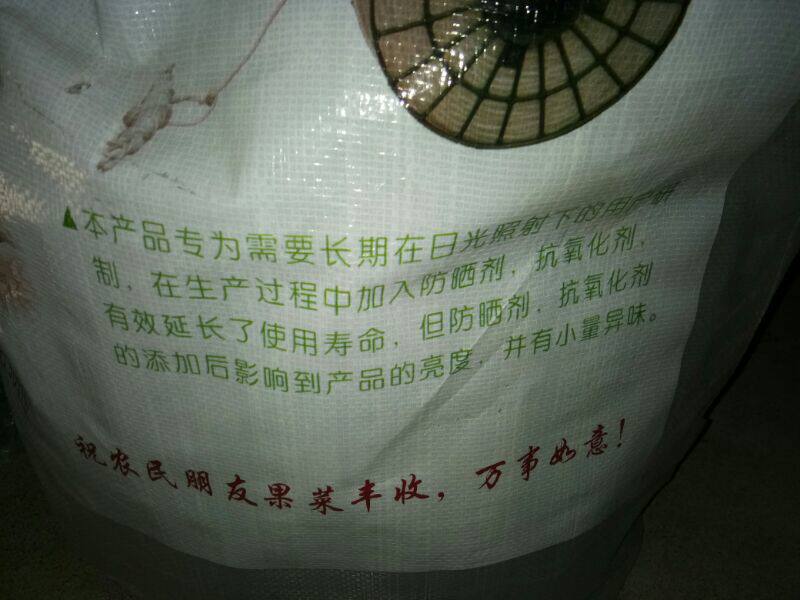 ▲本产品专为需要长期在日光照射下的用户研
制，在生产过程中加入防晒剂，抗氧化剂，
有效延长了使用寿命，但防晒剂，抗氧化剂
的添加后影响到产品的亮度，并有小量异味。
祝农民朋友果菜丰收，万事如意！